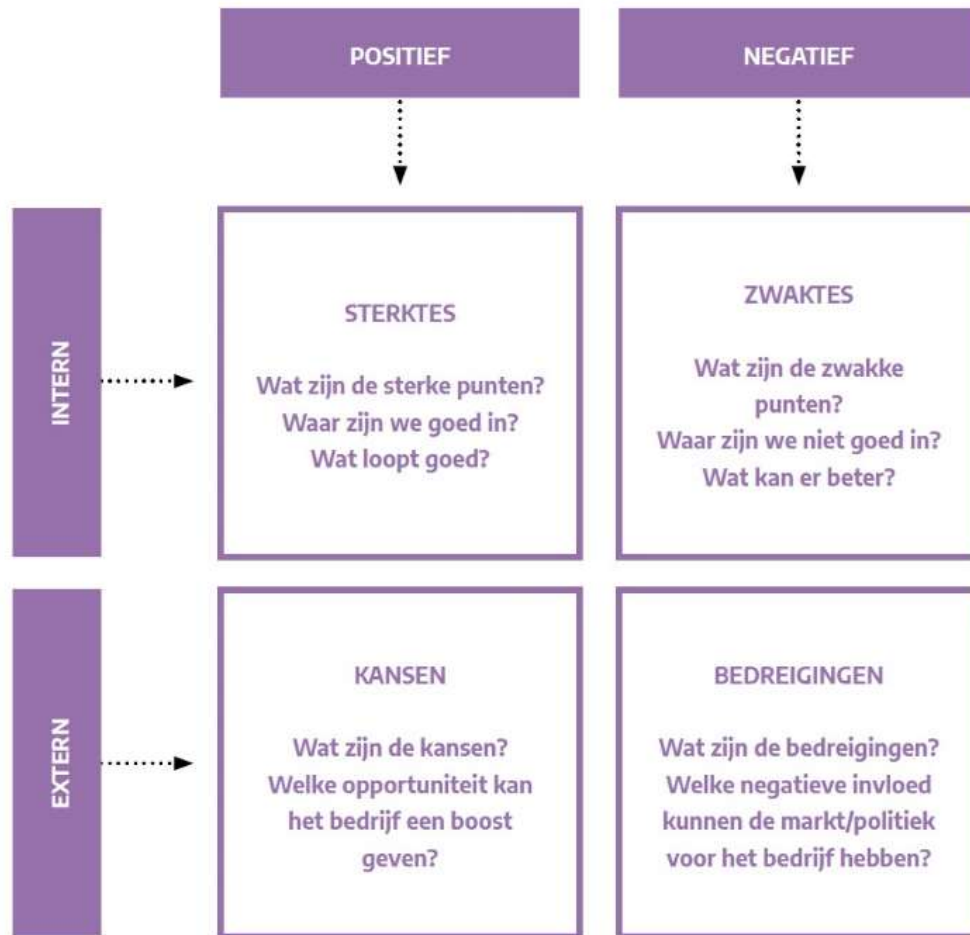 POSITIEF
NEGATIEF
INTERN
STERKTES
Wat zijn de sterke punten?
Waar zijn we goed in?
Wat loopt goed?
ZWAKTES
Wat zijn de zwakke
punten?
Waar zijn we niet goed in?
Wat kan er beter?
EXTERN
KANSEN
Wat zijn de kansen?
Welke opportuniteit kan
het bedrijf een boost
geven?
BEDREIGINGEN
Wat zijn de bedreigingen?
Welke negatieve invloed
kunnen de markt/politiek
voor het bedrijf hebben?